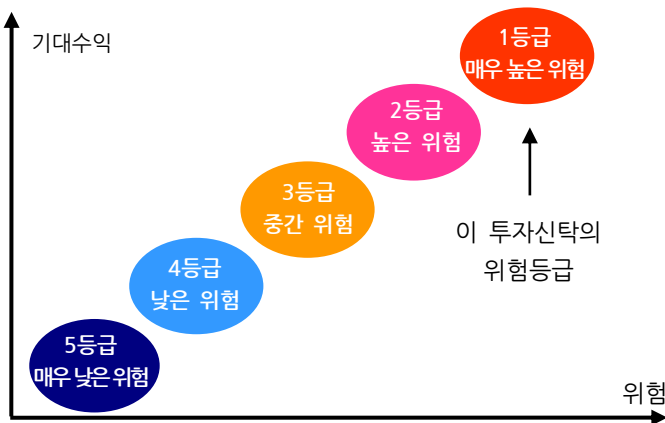 기대수익
1등급
매우 높은 위험
2등급
높은 위험
3등급
중간 위험
이 투자신탁의
위험등급
4등급
낮은 위험
5등급
매우 낮은 위험
위험